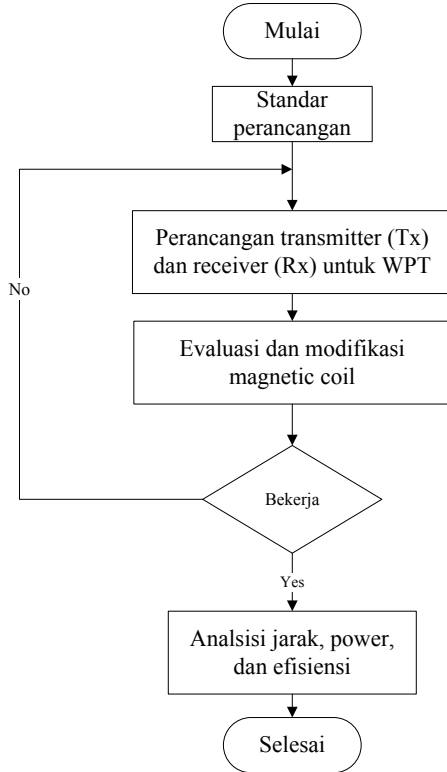 Mulai
Standar
perancangan
Perancangan transmitter (Tx)
dan receiver (Rx) untuk WPT
No
Evaluasi dan modifikasi
magnetic coil
Bekerja
Yes
Analsisi jarak, power,
dan efisiensi
Selesai